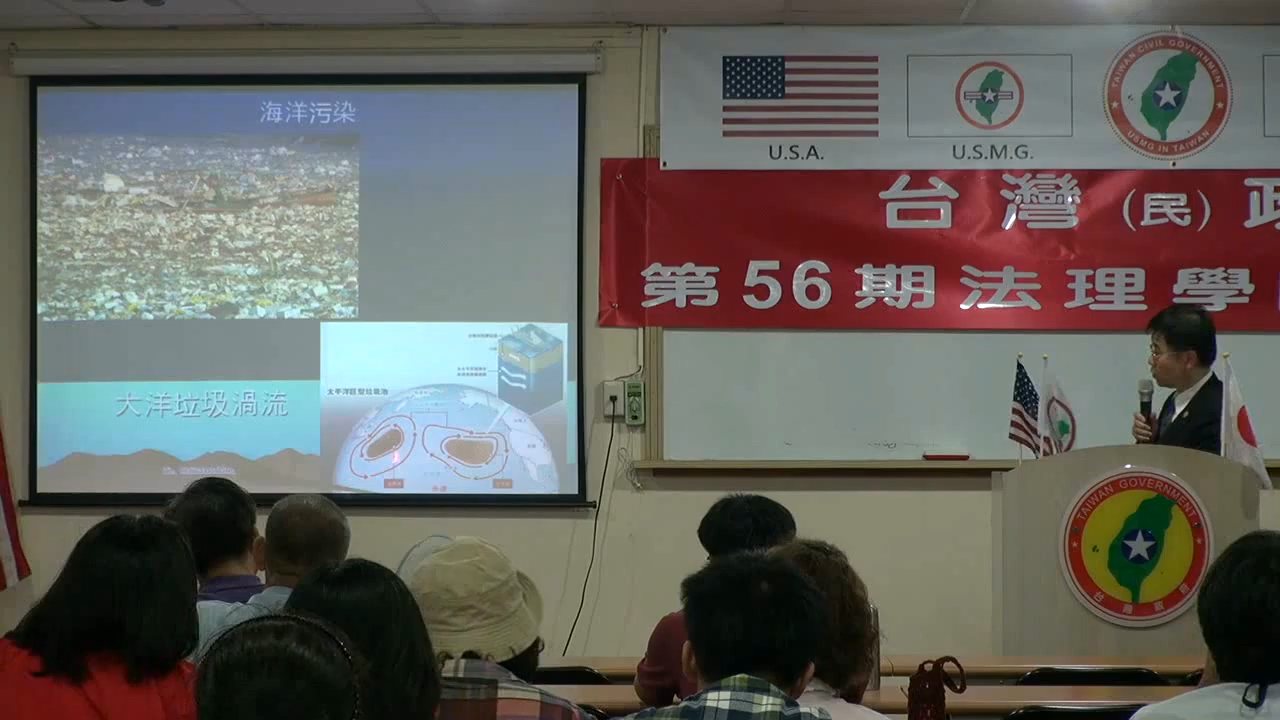 海洋污染
大洋垃圾渦流
太平洋巨型垃圾池
U.S.A.
U.S.M.G.
TAIWAN CIVIL GOVERNMENT
USMG IN TAIWAN
台灣(民)
第56期法理學
TAIWAN GOVERNMENT
台灣政府